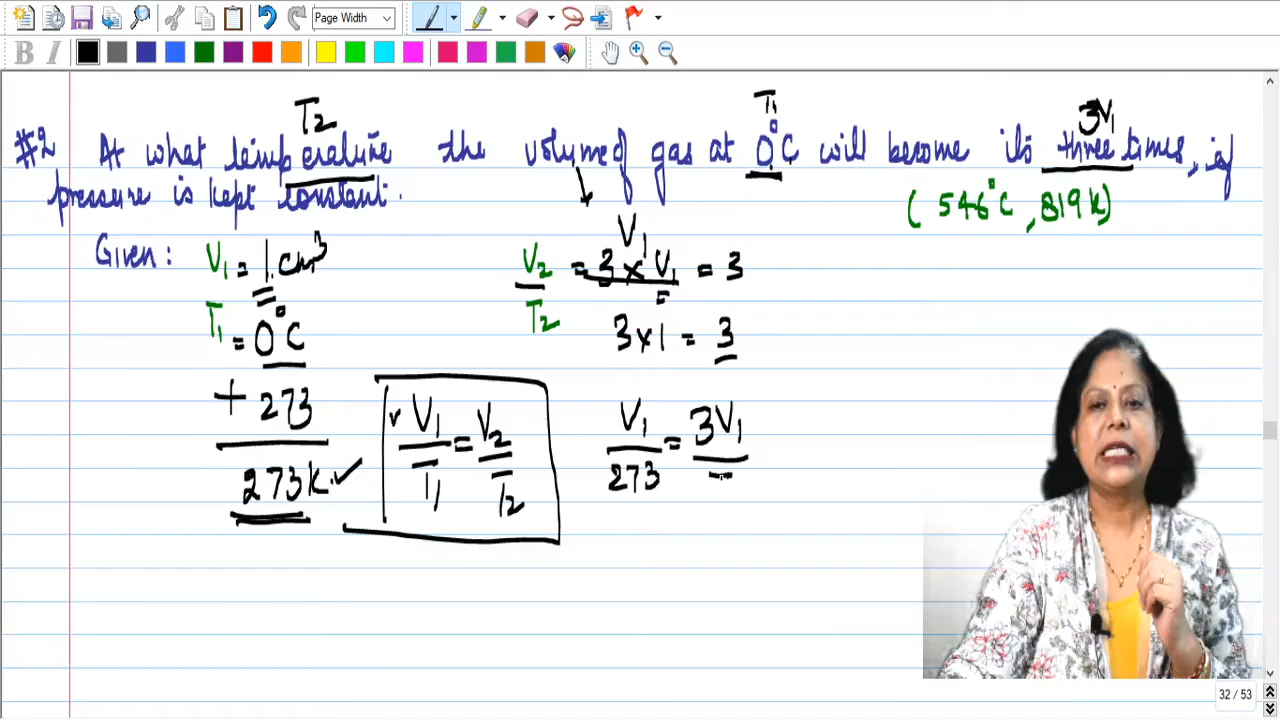 Page Width
B I
T2 T1 3V1
#2 At what temperature the volume of gas at 0°C will become its three times, if
pressure is kept constant. (546°C, 819k)
Given: V1 = 1 cm3 V2 = 3 × V1 = 3
V1
T1 = 0°C T2 3×1 = 3
+ 273
273k ✓
✓ V1/T1 = V2/T2
V1/273 = 3V1/
32 / 53